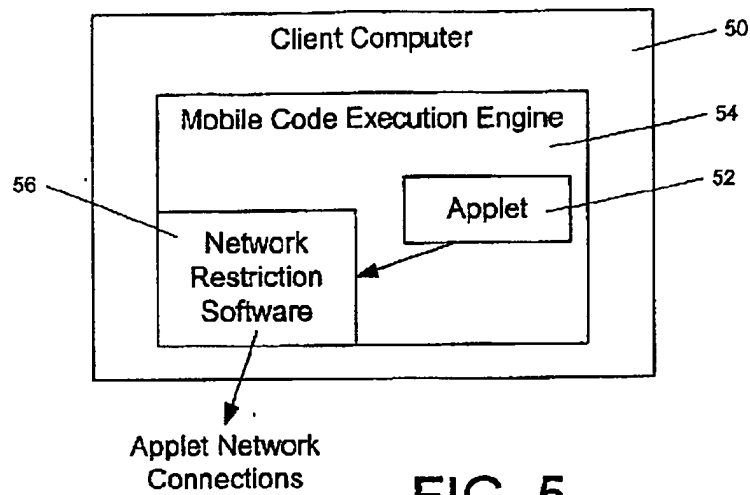 Client Computer
50
Mobile Code Execution Engine
54
56
Applet
52
Network
Restriction
Software
Applet Network
Connections
FIG. 5